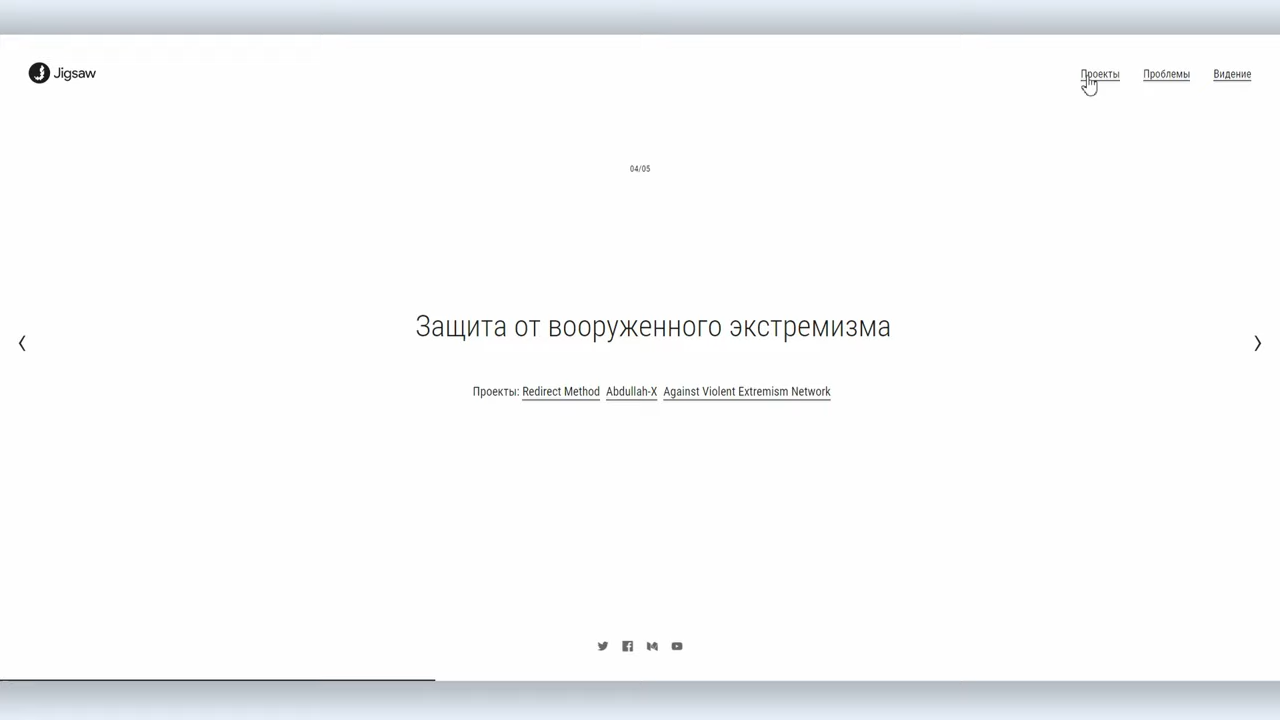 Jigsaw
Проекты Проблемы Видение
04/05
Защита от вооруженного экстремизма
Проекты: Redirect Method Abdullah-X Against Violent Extremism Network